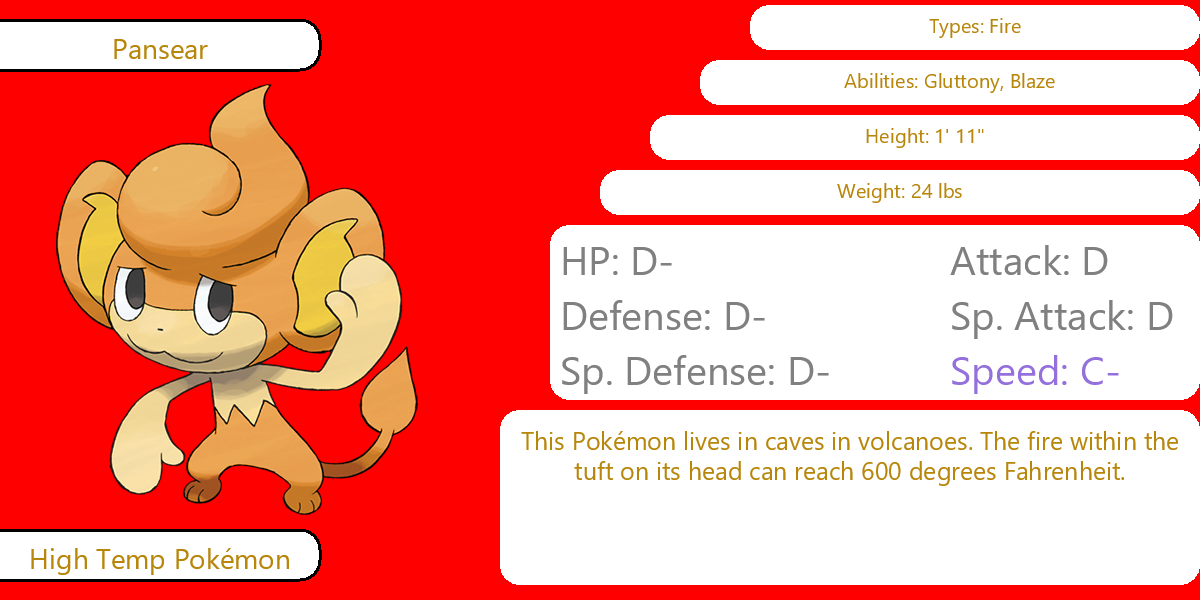 Pansear
Types: Fire
Abilities: Gluttony, Blaze
Height: 1' 11"
Weight: 24 lbs
HP: D-
Attack: D
Defense: D-
Sp. Attack: D
Sp. Defense: D-
Speed: C-
This Pokémon lives in caves in volcanoes. The fire within the
tuft on its head can reach 600 degrees Fahrenheit.
High Temp Pokémon